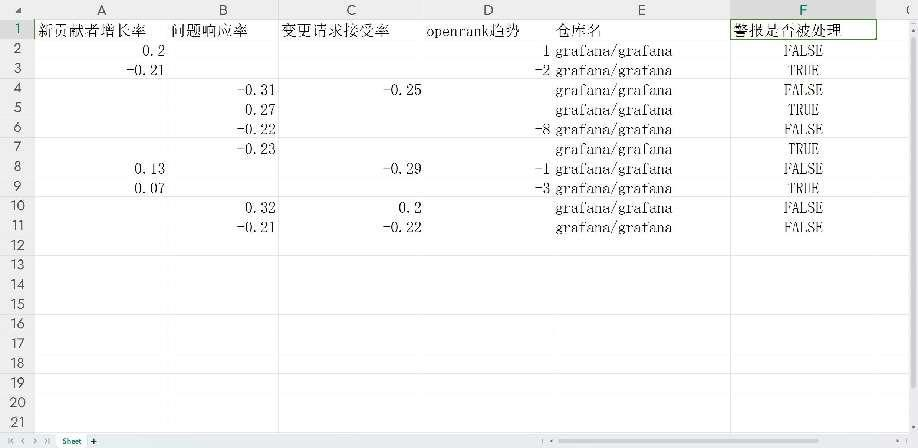 A B C D E F
1 新贡献者增长率 问题响应率 变更请求接受率 openrank趋势 仓库名 警报是否被处理
2 0.2 1 grafana/grafana FALSE
3 -0.21 -2 grafana/grafana TRUE
4 -0.31 -0.25 grafana/grafana FALSE
5 0.27 grafana/grafana TRUE
6 -0.22 -8 grafana/grafana FALSE
7 -0.23 grafana/grafana TRUE
8 0.13 -0.29 -1 grafana/grafana FALSE
9 0.07 -3 grafana/grafana TRUE
10 0.32 0.2 grafana/grafana FALSE
11 -0.21 -0.22 grafana/grafana FALSE
12
13
14
15
16
17
18
19
20
21
Sheet +